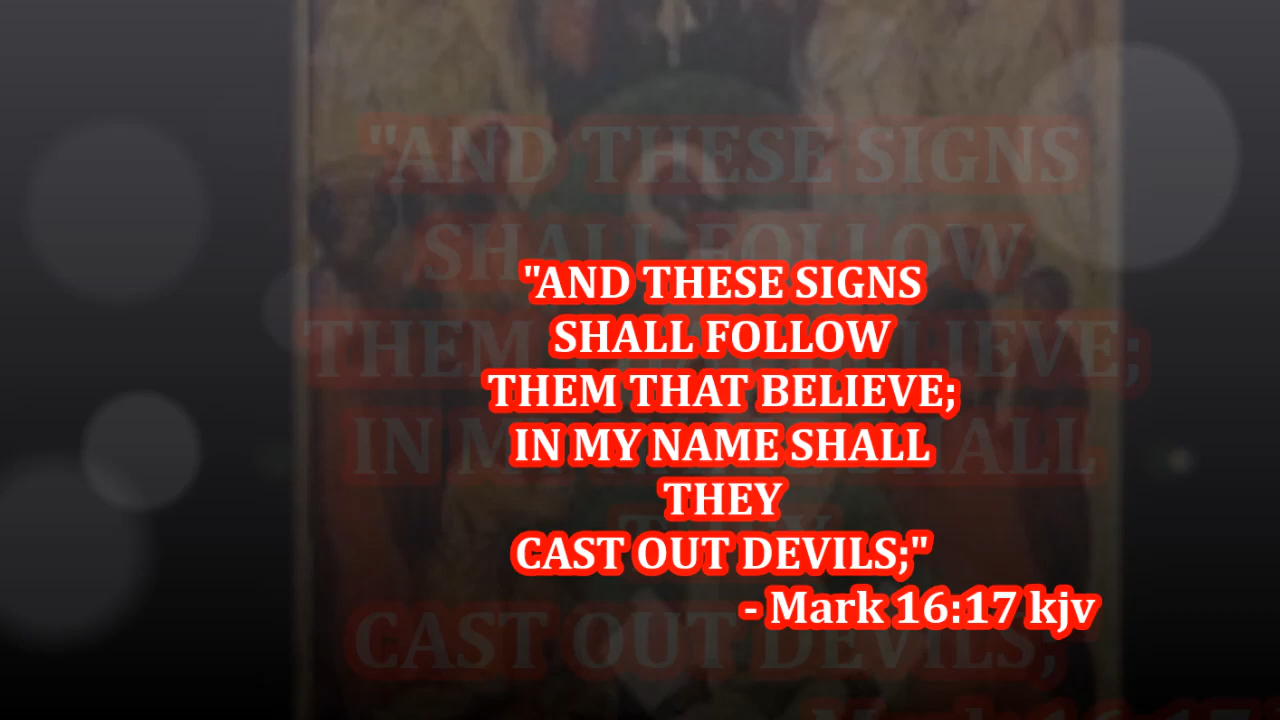 "AND THESE SIGNS
SHALL FOLLOW
THEM THAT BELIEVE;
IN MY NAME SHALL
THEY
CAST OUT DEVILS;"
- Mark 16:17 kjv